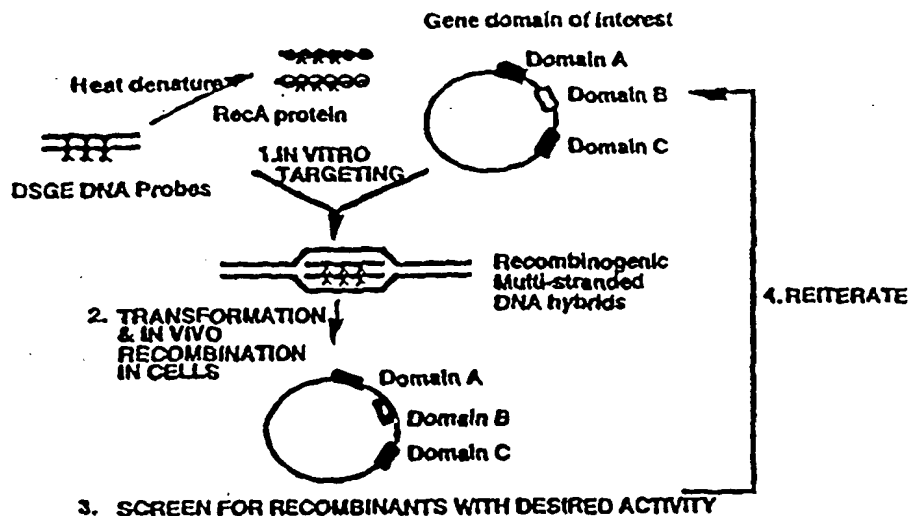 Gene domain of interest
Domain A
Heat denature
Domain B
RecA protein
Domain C
1.IN VITRO
TARGETING
DSGE DNA Probes
Recombinogenic
Multi-stranded
DNA hybrids
4.REITERATE
2. TRANSFORMATION
& IN VIVO
RECOMBINATION
IN CELLS
Domain A
Domain B
Domain C
3. SCREEN FOR RECOMBINANTS WITH DESIRED ACTIVITY